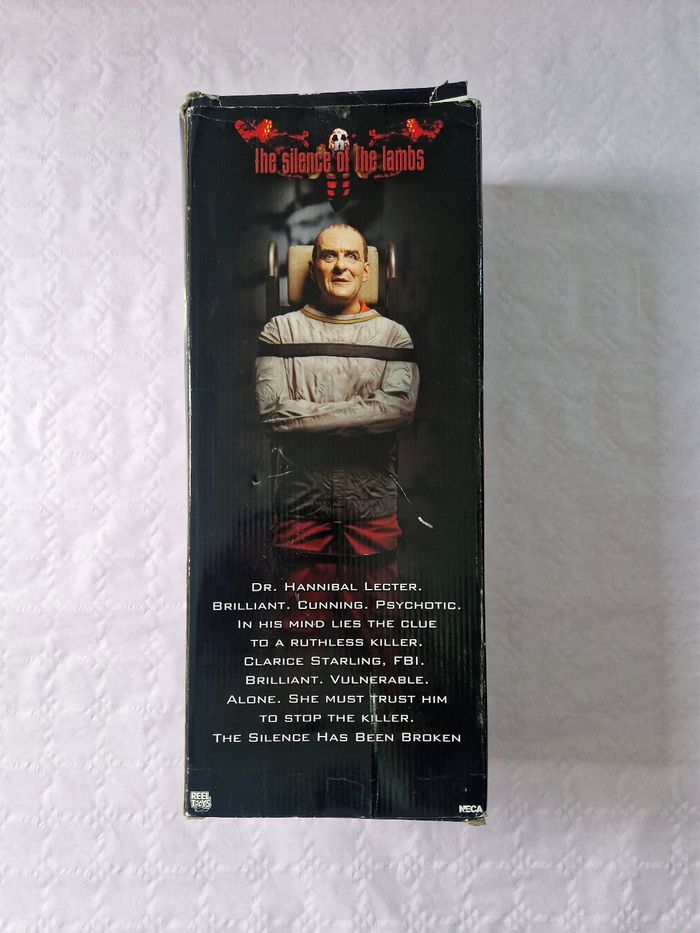 the silence of the lambs
DR. HANNIBAL LECTER.
BRILLIANT. CUNNING. PSYCHOTIC.
IN HIS MIND LIES THE CLUE
TO A RUTHLESS KILLER.
CLARICE STARLING, FBI.
BRILLIANT. VULNERABLE.
ALONE. SHE MUST TRUST HIM
TO STOP THE KILLER.
THE SILENCE HAS BEEN BROKEN
REEL
TOYS
NECA